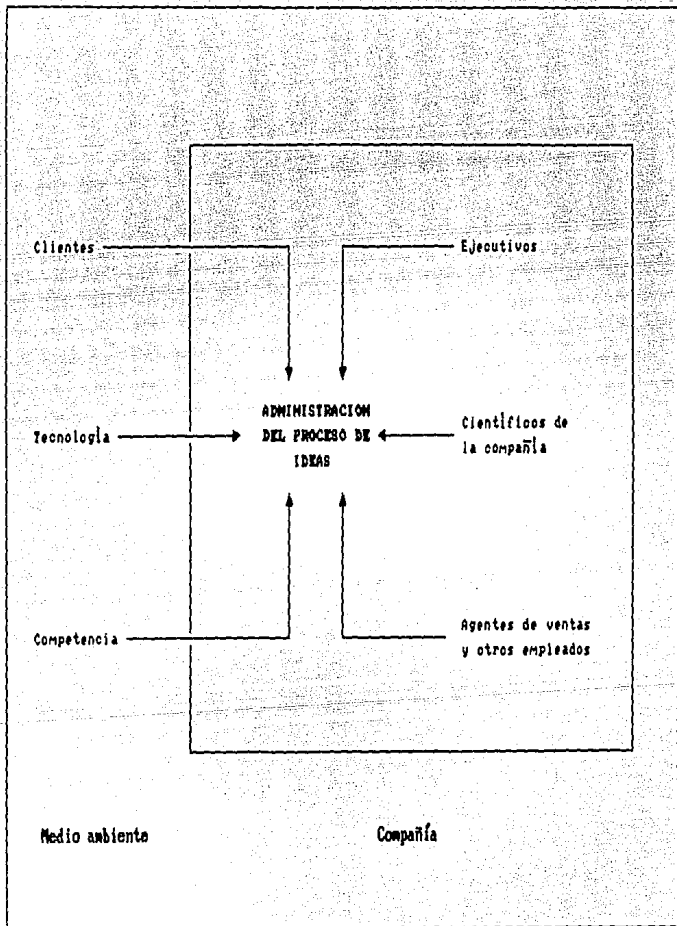 Clientes
Ejecutivos
ADMINISTRACION
DEL PROCESO DE
IDEAS
Tecnología
Científicos de
la compañía
Competencia
Agentes de ventas
y otros empleados
Medio ambiente
Compañía